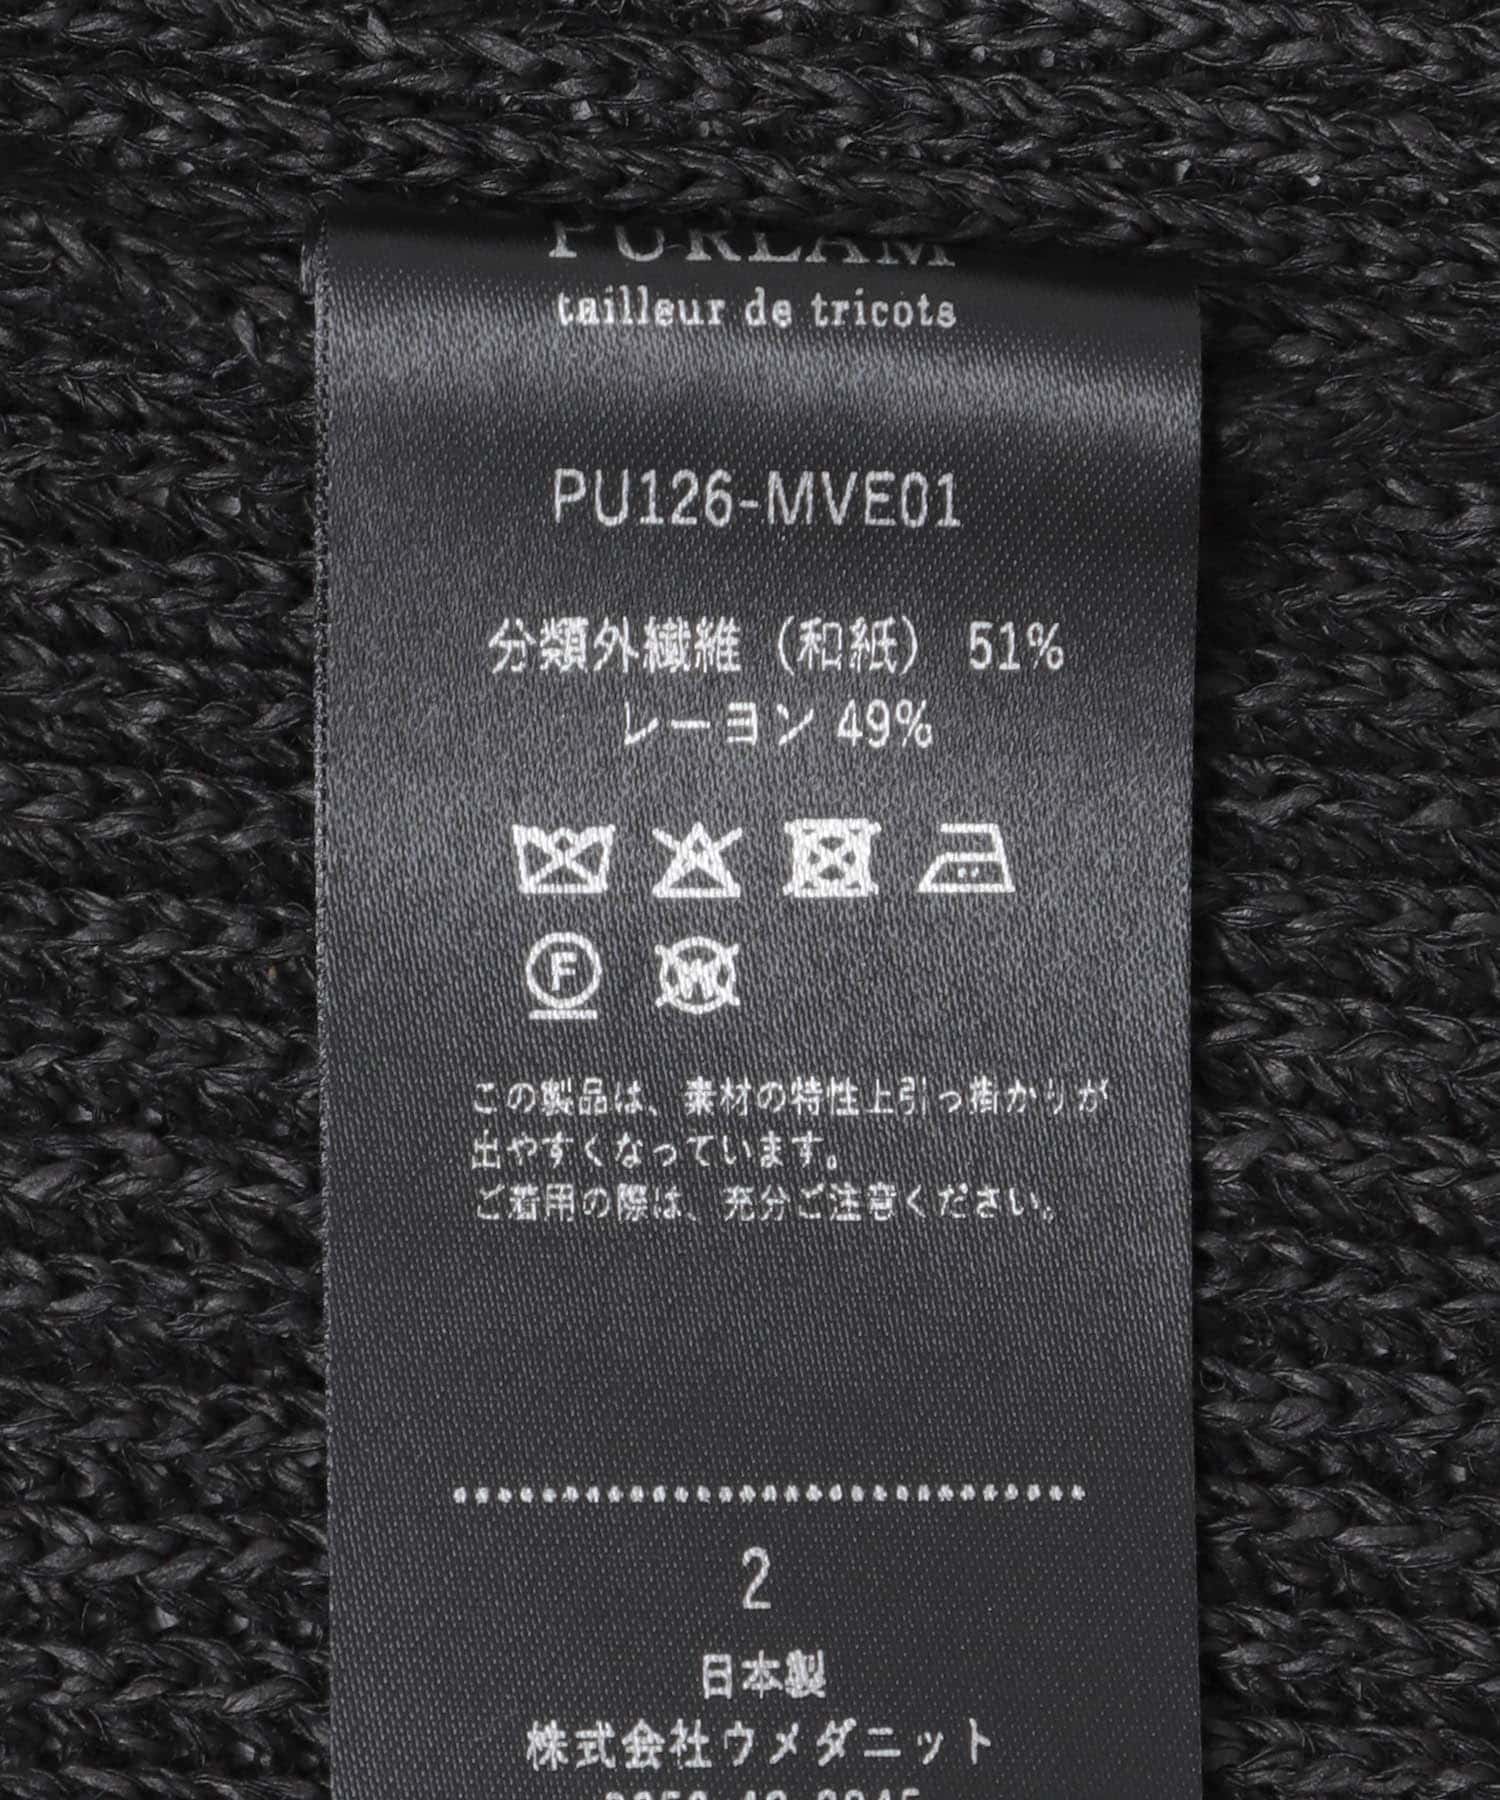 PURLAM
tailleur de tricots
PU126-MVE01
分類外繊維（和紙） 51%
レーヨン 49%
F
W
この製品は、素材の特性上引っ掛かりが
出やすくなっています。
ご着用の際は、充分ご注意ください。
2
日本製
株式会社ウメダニット